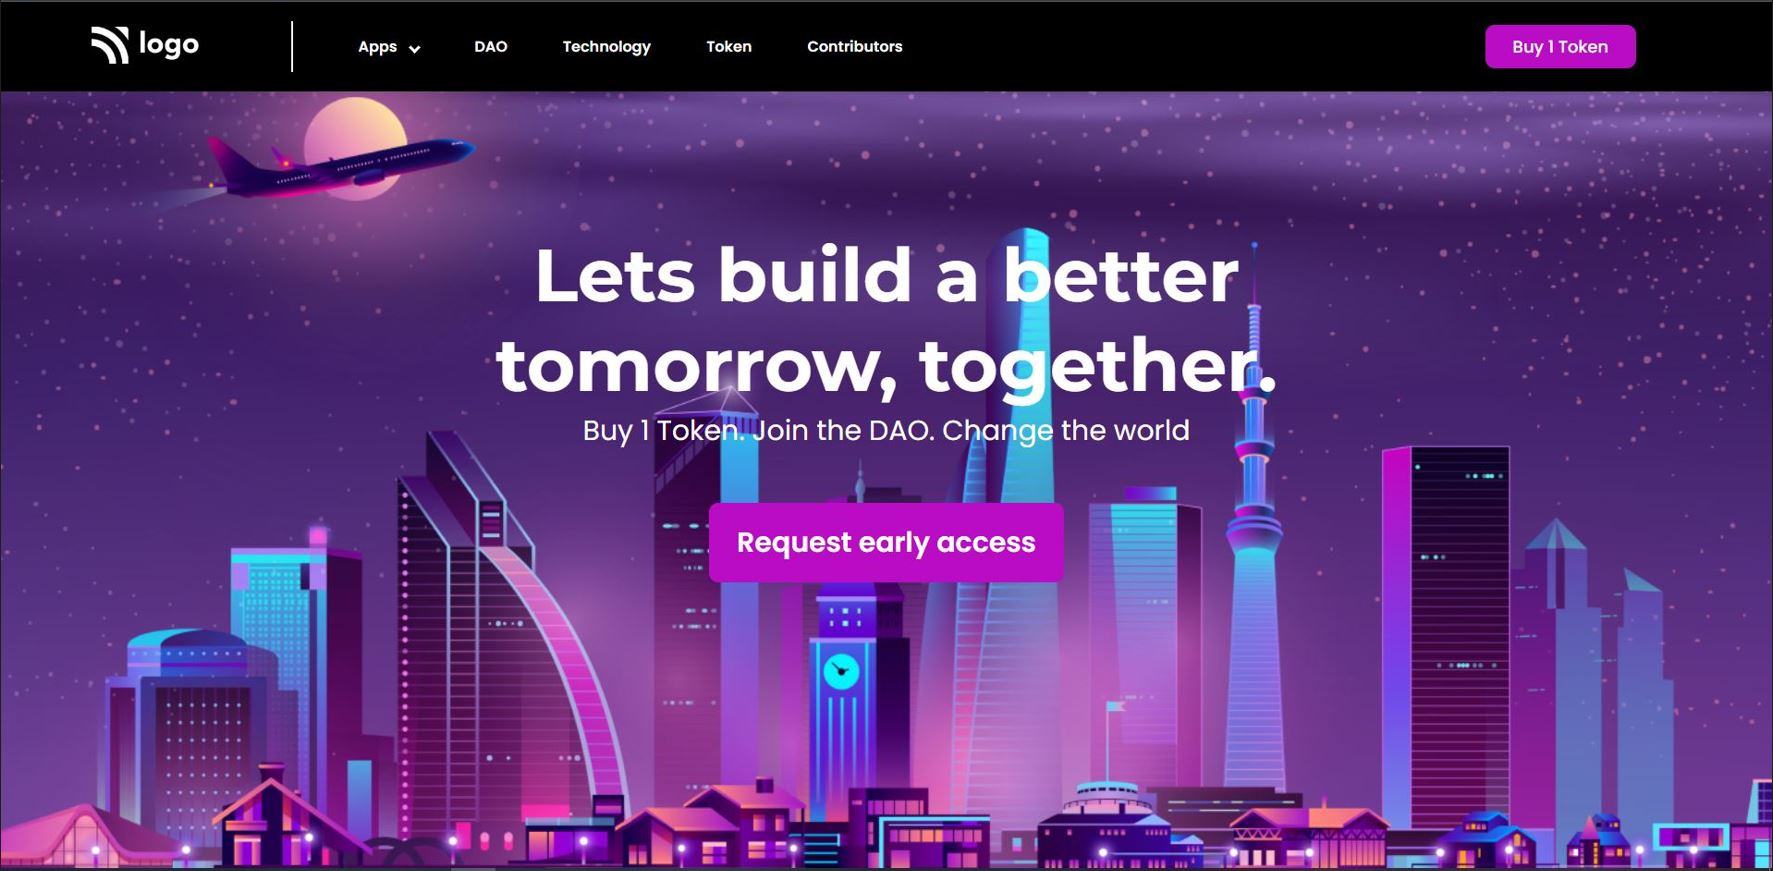 logo
Apps
DAO
Technology
Token
Contributors
Buy 1 Token
Lets build a better
tomorrow, together.
Buy 1 Token. Join the DAO. Change the world
Request early access